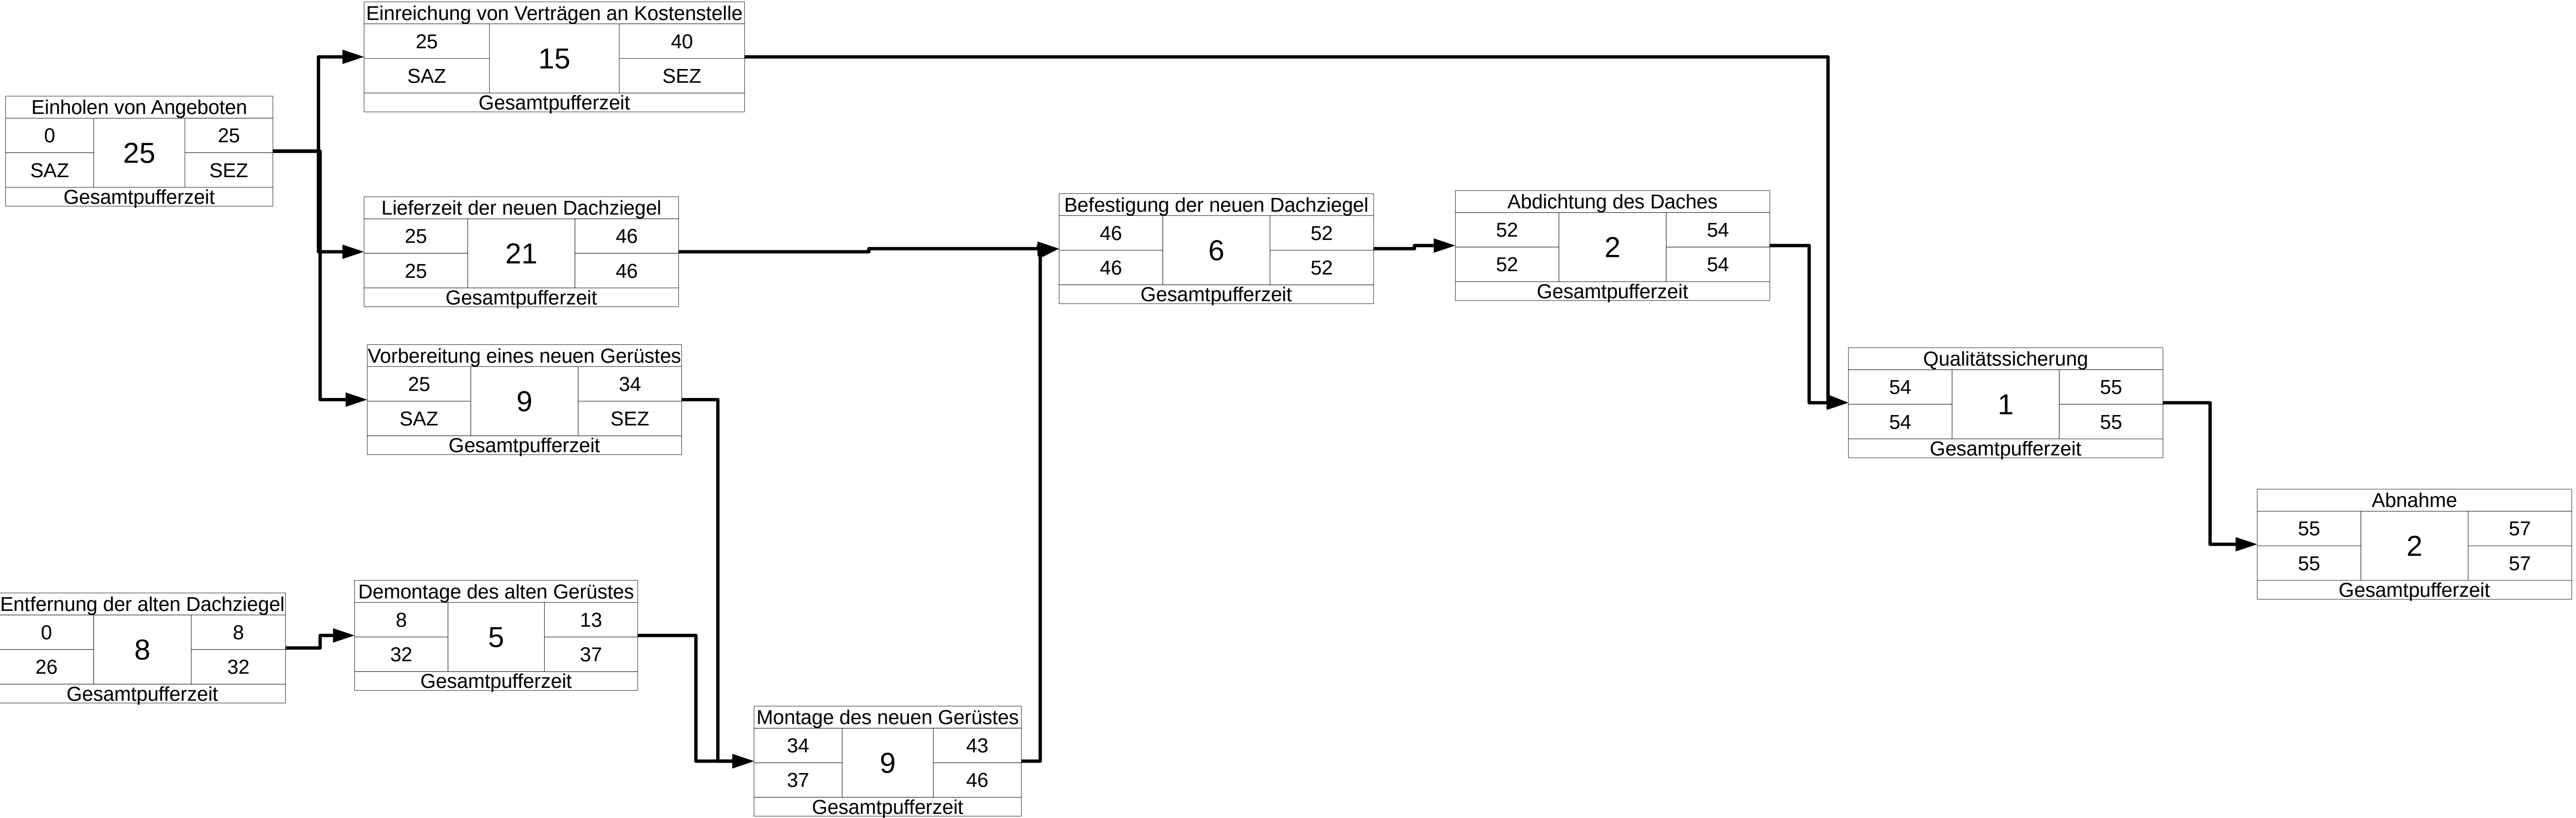 Einreichung von Verträgen an Kostenstelle
25
15
40
SAZ
SEZ
Gesamtpufferzeit
Einholen von Angeboten
0
25
25
SAZ
SEZ
Gesamtpufferzeit
Lieferzeit der neuen Dachziegel
25
21
46
25
46
Gesamtpufferzeit
Befestigung der neuen Dachziegel
46
6
52
46
52
Gesamtpufferzeit
Abdichtung des Daches
52
2
54
52
54
Gesamtpufferzeit
Vorbereitung eines neuen Gerüstes
25
9
34
SAZ
SEZ
Gesamtpufferzeit
Qualitätssicherung
54
1
55
54
55
Gesamtpufferzeit
Abnahme
55
2
57
55
57
Gesamtpufferzeit
Entfernung der alten Dachziegel
0
8
8
26
32
Gesamtpufferzeit
Demontage des alten Gerüstes
8
5
13
32
37
Gesamtpufferzeit
Montage des neuen Gerüstes
34
9
43
37
46
Gesamtpufferzeit